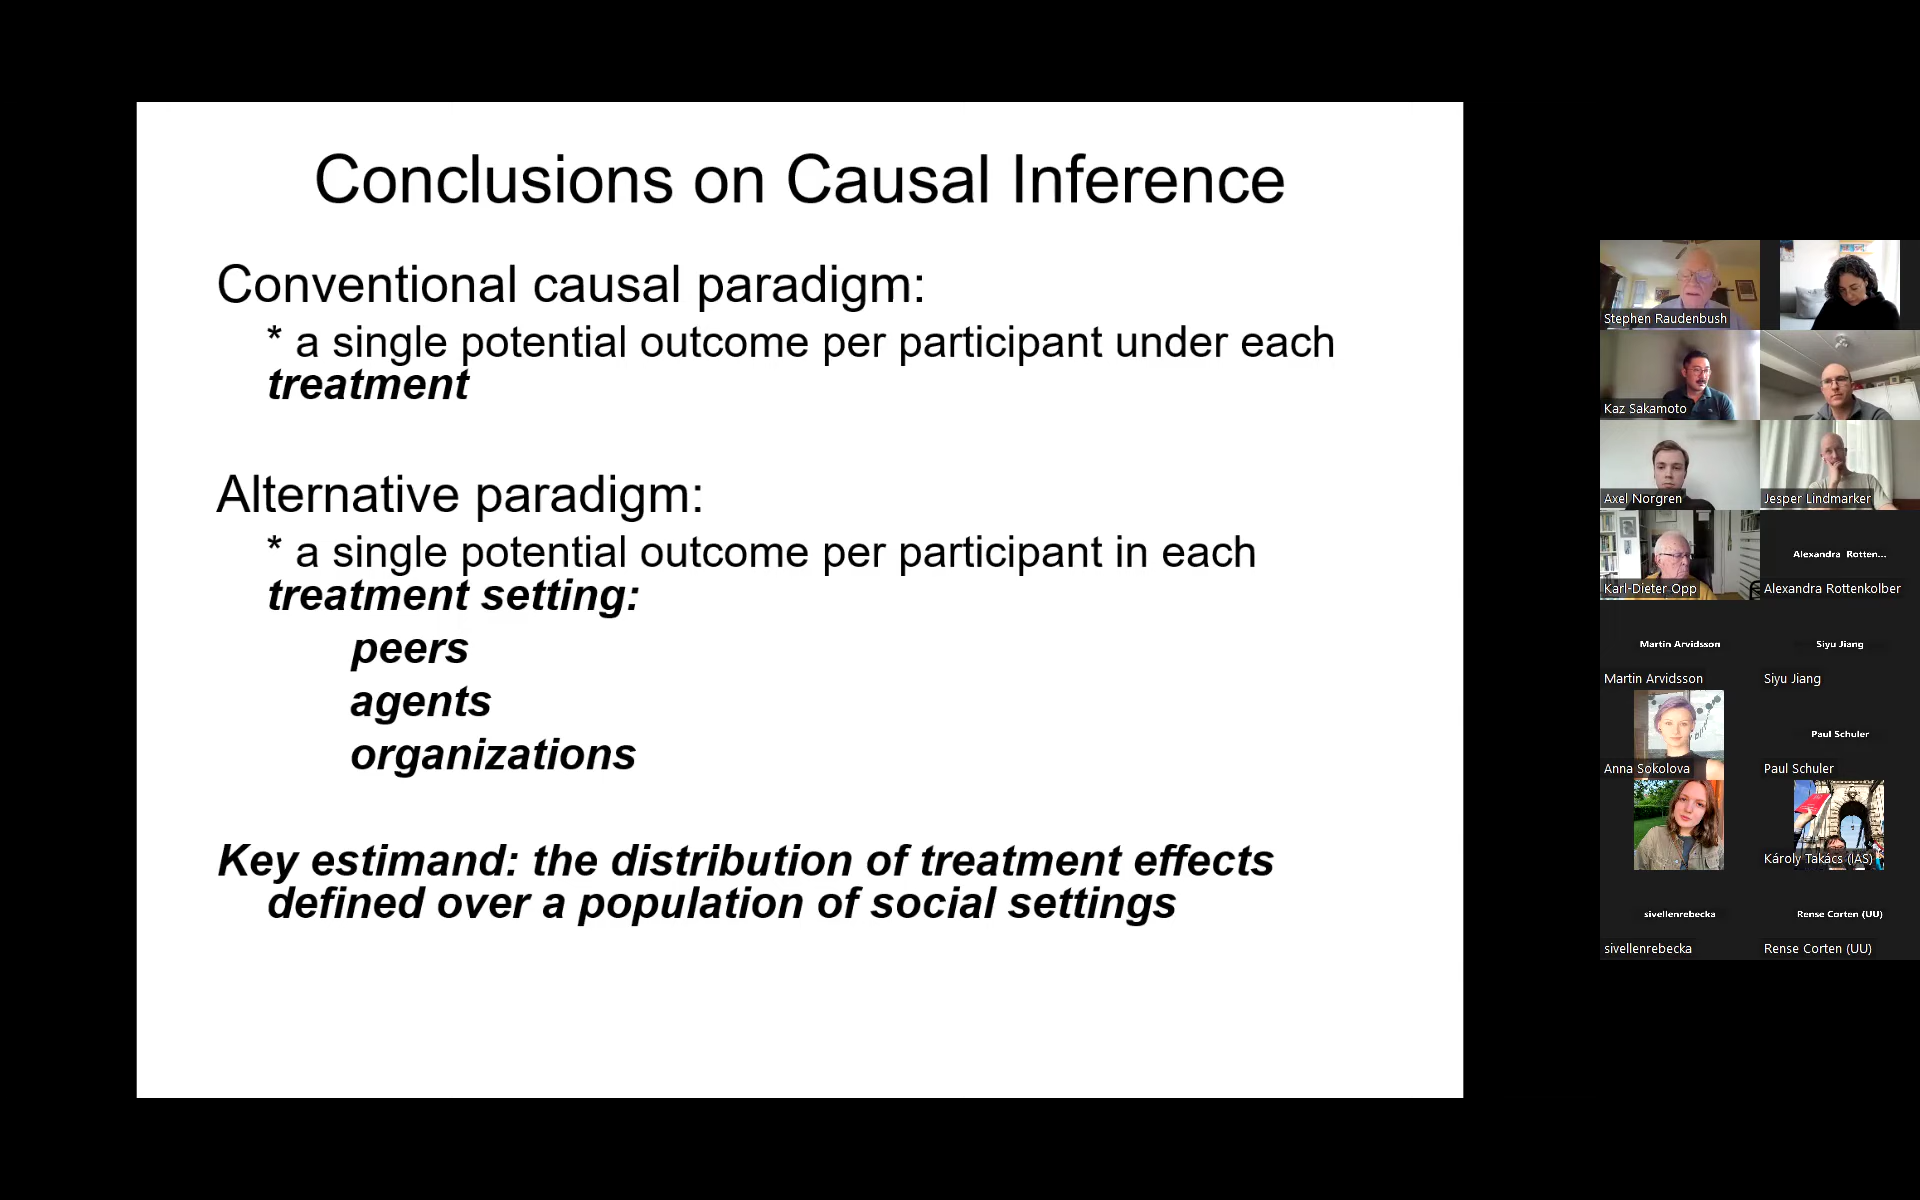 Conclusions on Causal Inference
Conventional causal paradigm:
* a single potential outcome per participant under each
treatment
Alternative paradigm:
* a single potential outcome per participant in each
treatment setting:
peers
agents
organizations
Key estimand: the distribution of treatment effects
defined over a population of social settings
Stephen Raudenbush
Kaz Sakamoto
Axel Norgren
Jesper Lindmarker
Karl-Dieter Opp
Alexandra Rotten...
Alexandra Rottenkolber
Martin Arvidsson
Martin Arvidsson
Siyu Jiang
Siyu Jiang
Anna Sokolova
Paul Schuler
Paul Schuler
Károly Takács (IAS)
sivellenrebecka
sivellenrebecka
Rense Corten (UU)
Rense Corten (UU)